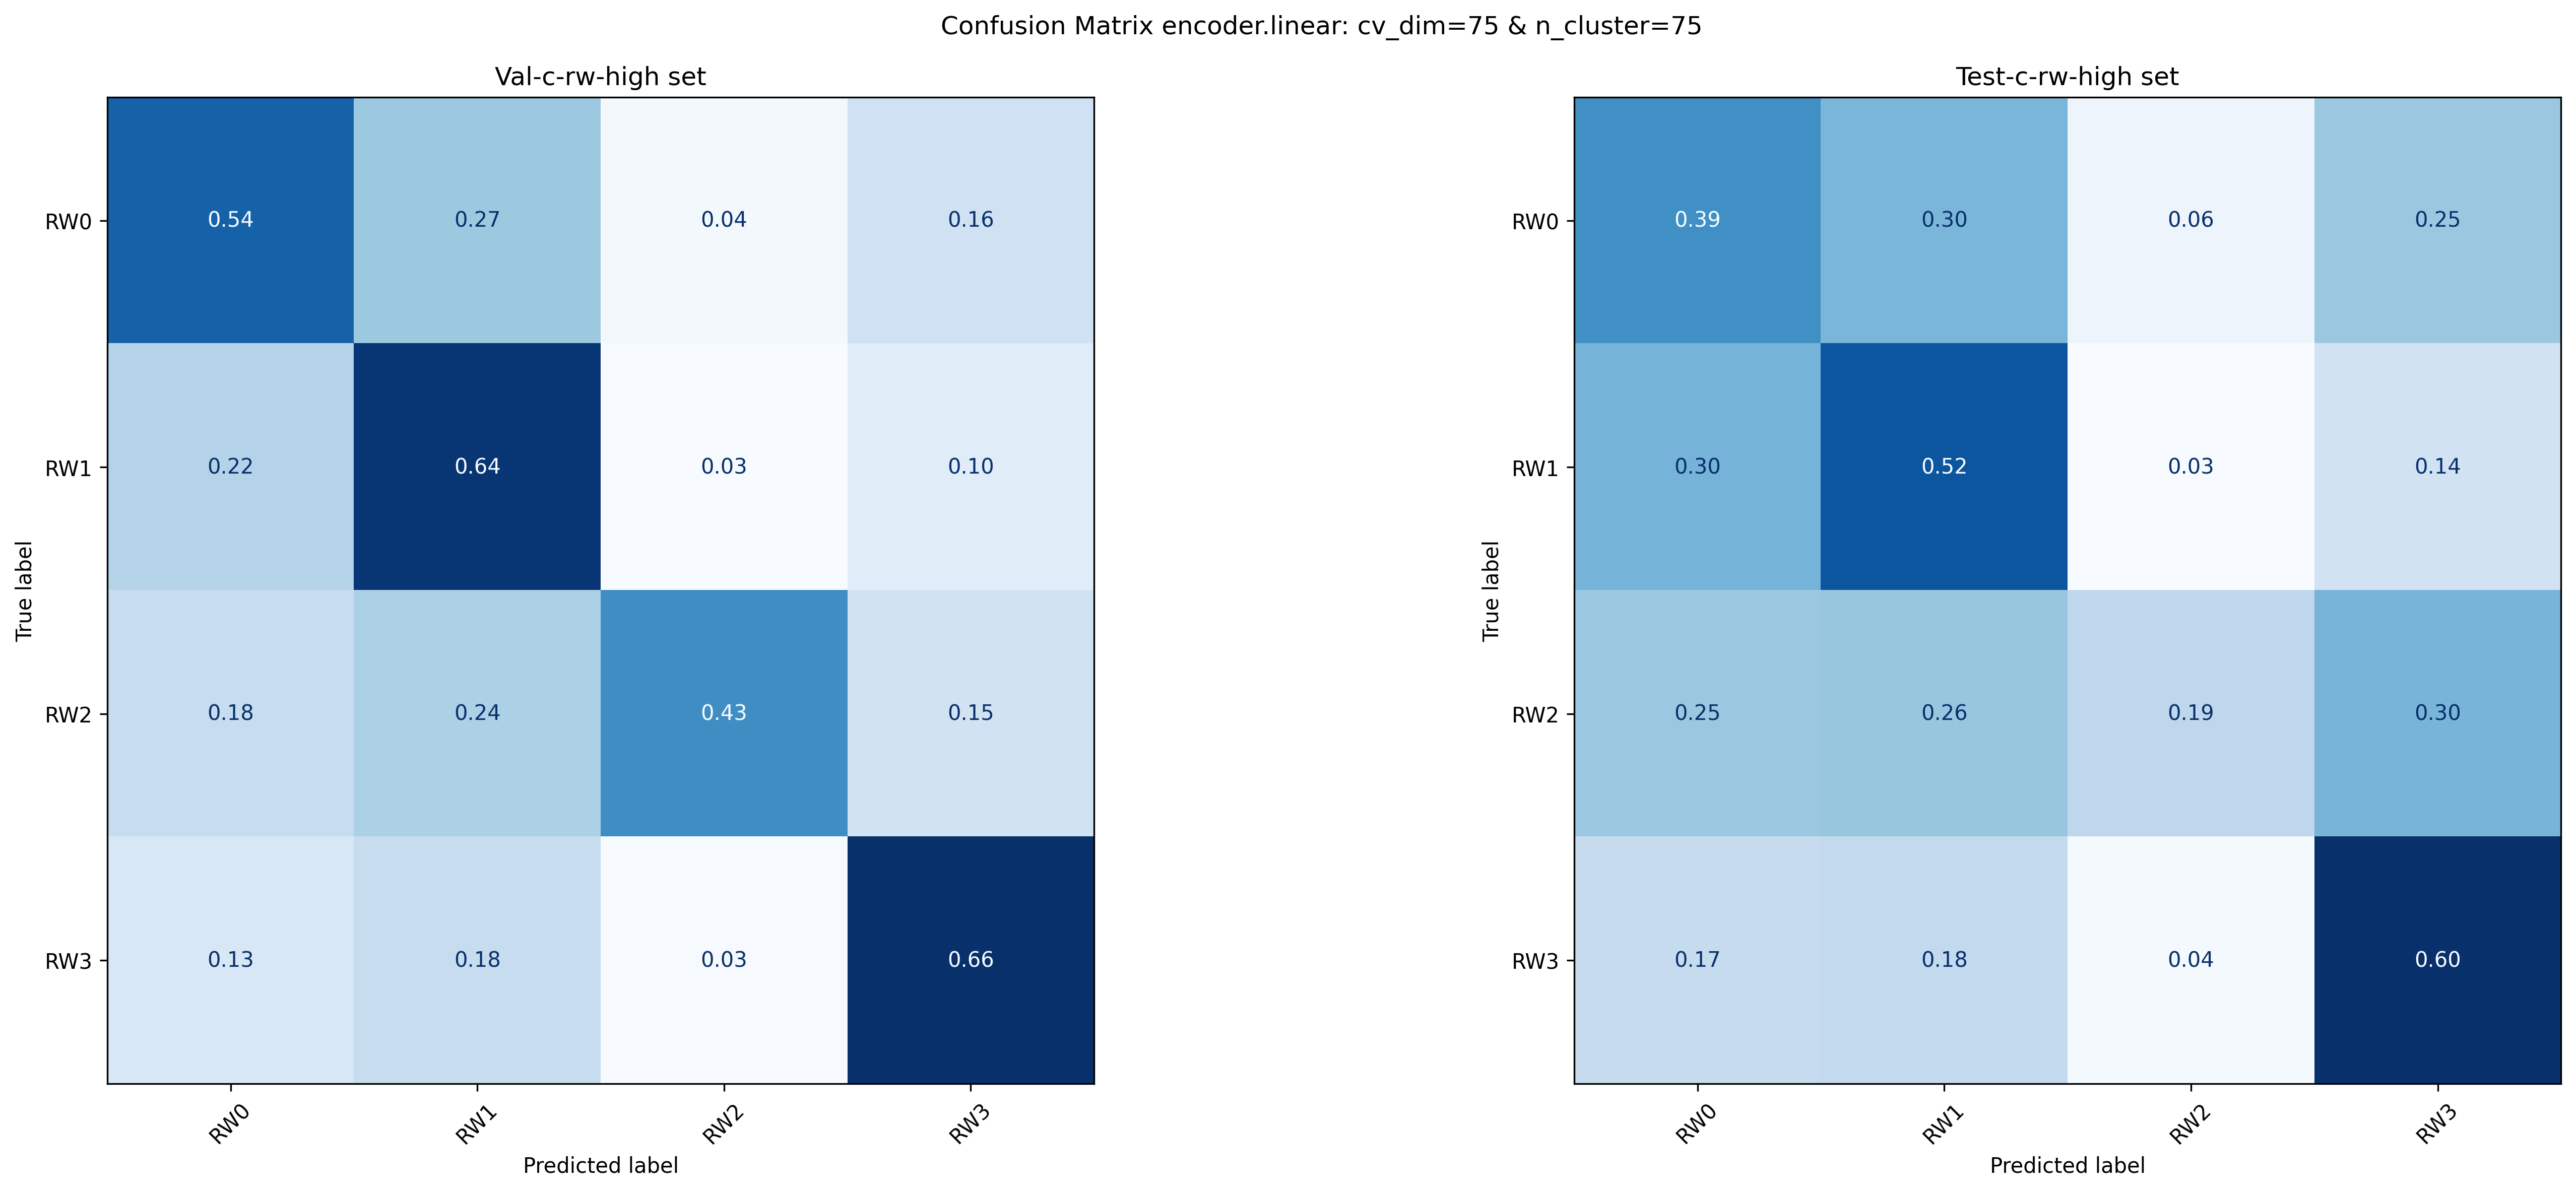 Confusion Matrix encoder.linear: cv_dim=75 & n_cluster=75
Val-c-rw-high set
True label
RW0 0.54 0.27 0.04 0.16
RW1 0.22 0.64 0.03 0.10
RW2 0.18 0.24 0.43 0.15
RW3 0.13 0.18 0.03 0.66
RW0 RW1 RW2 RW3
Predicted label
Test-c-rw-high set
True label
RW0 0.39 0.30 0.06 0.25
RW1 0.30 0.52 0.03 0.14
RW2 0.25 0.26 0.19 0.30
RW3 0.17 0.18 0.04 0.60
RW0 RW1 RW2 RW3
Predicted label